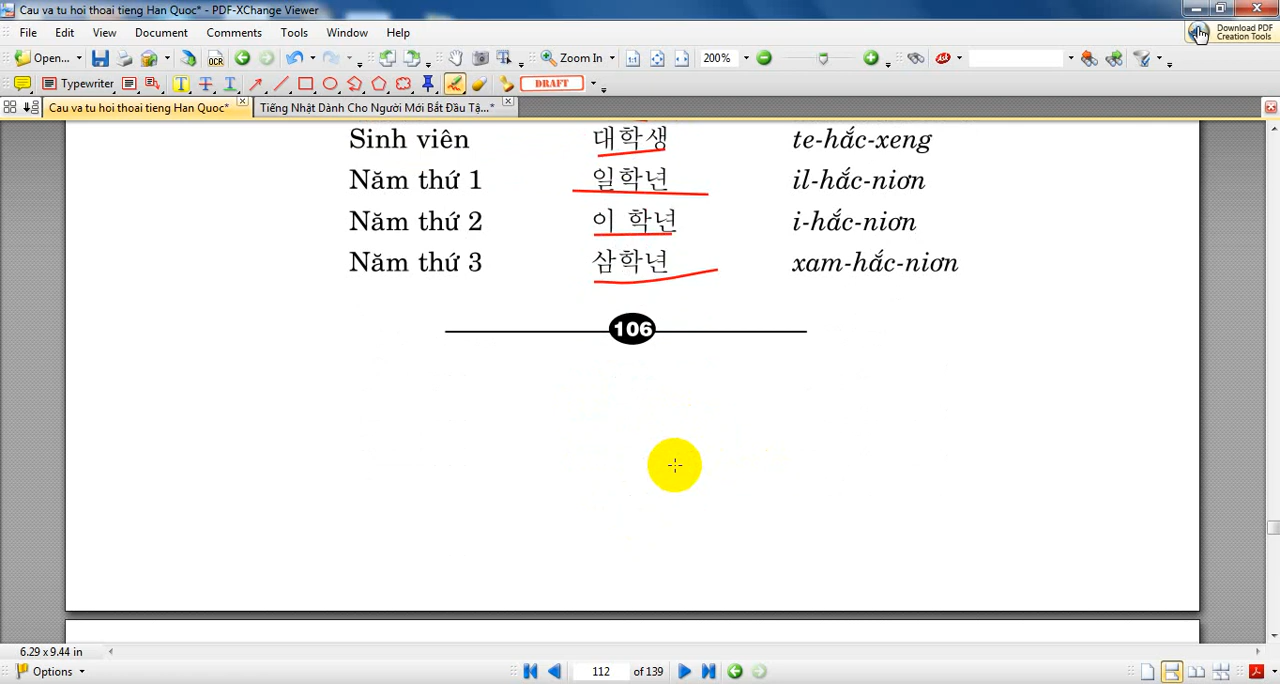 Cau va tu hoi thoai tieng Han Quoc* - PDF-XChange Viewer
File Edit View Document Comments Tools Window Help
Download PDF
Creation Tools
Open... OCR Zoom In 200%
Typewriter DRAFT
Cau va tu hoi thoai tieng Han Quoc* Tiếng Nhật Dành Cho Người Mới Bắt Đầu Tậ...*
Sinh viên 대학생 te-hắc-xeng
Năm thứ 1 일학년 il-hắc-niơn
Năm thứ 2 이 학년 i-hắc-niơn
Năm thứ 3 삼학년 xam-hắc-niơn
106
6.29 x 9.44 in
Options 112 of 139